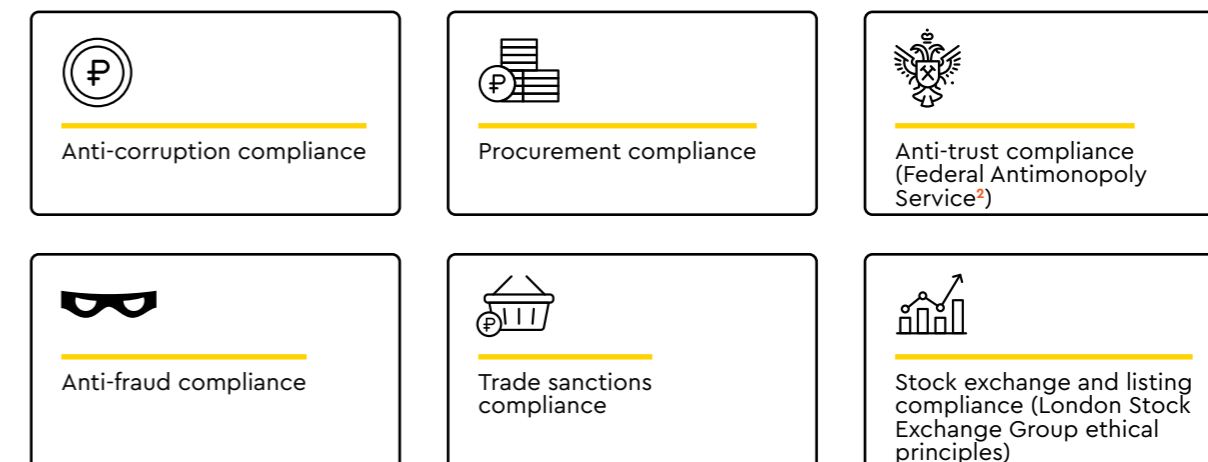 Anti-corruption compliance
Procurement compliance
Anti-trust compliance
(Federal Antimonopoly
Service²)
Anti-fraud compliance
Trade sanctions
compliance
Stock exchange and listing
compliance (London Stock
Exchange Group ethical
principles)